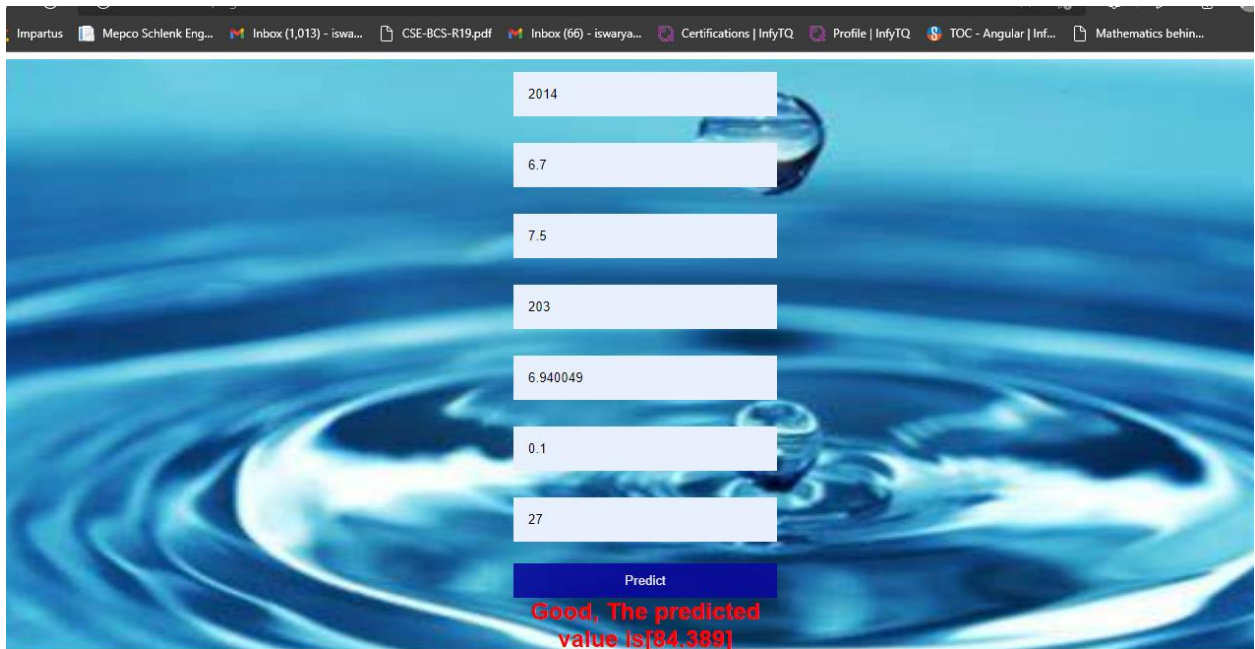 Impartus Mepco Schlenk Eng... Inbox (1,013) - iswa... CSE-BCS-R19.pdf Inbox (66) - iswarya... Certifications | InfyTQ Profile | InfyTQ TOC - Angular | Inf... Mathematics behin...
2014
6.7
7.5
203
6.940049
0.1
27
Predict
Good, The predicted
value is[84.389]